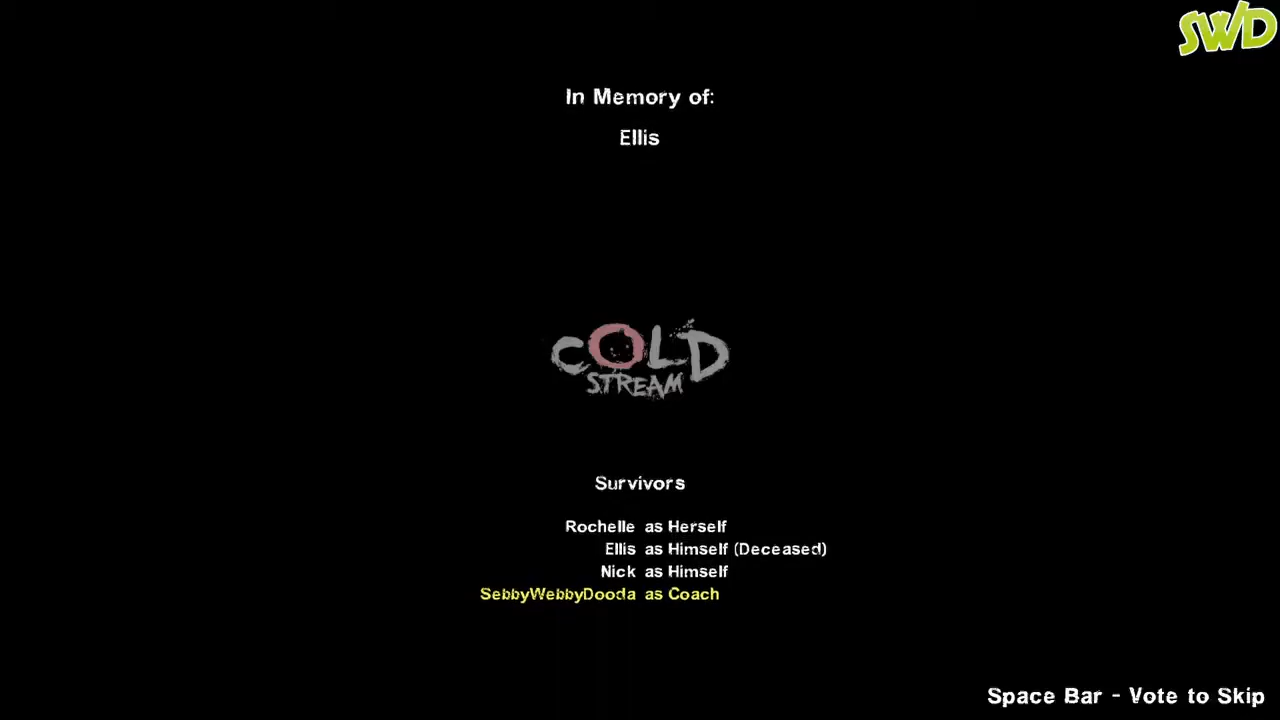 SWD
In Memory of:
Ellis
COLD
STREAM
Survivors
Rochelle as Herself
Ellis as Himself (Deceased)
Nick as Himself
SebbyWebbyDooda as Coach
Space Bar - Vote to Skip